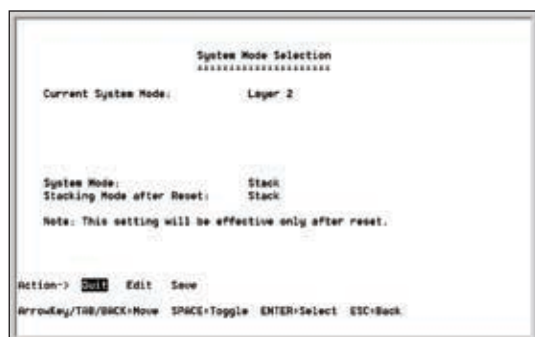 System Mode Selection
=====================
Current System Mode: Layer 2
System Mode: Stack
Stacking Mode after Reset: Stack
Note: This setting will be effective only after reset.
Action-> Quit Edit Save
ArrowKey/TAB/BACK=Move SPACE=Toggle ENTER=Select ESC=Back